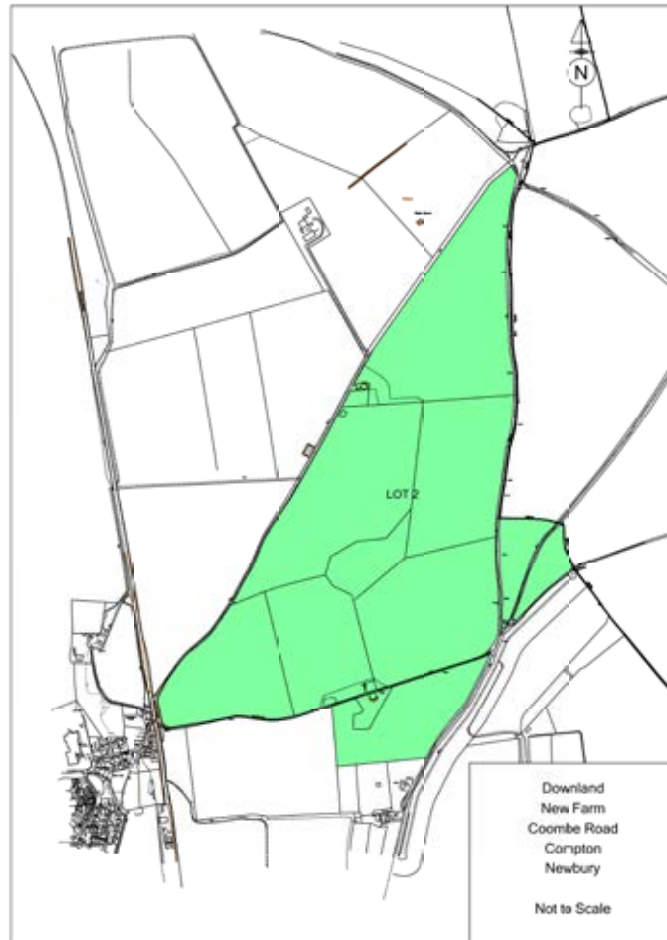 N
LOT 2
Downland
New Farm
Coombe Road
Compton
Newbury
Not to Scale